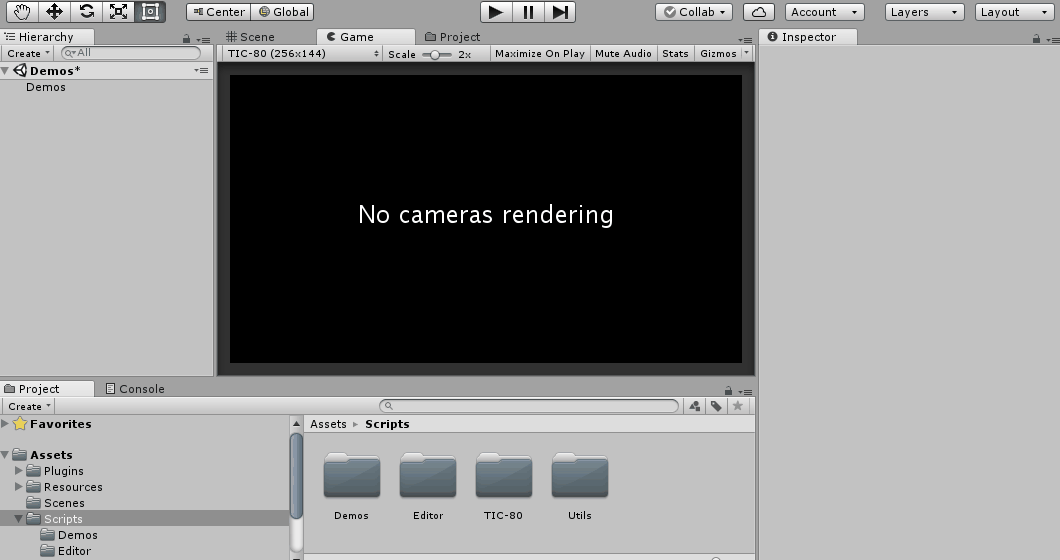 Center Global Collab Account Layers Layout
Hierarchy Scene Game Project Inspector
Create All TIC-80 (256x144) Scale 2x Maximize On Play Mute Audio Stats Gizmos
Demos*
Demos
No cameras rendering
Project Console
Create
Favorites Assets Scripts
Assets
Plugins
Resources
Scenes
Scripts Demos Editor TIC-80 Utils
Demos
Editor